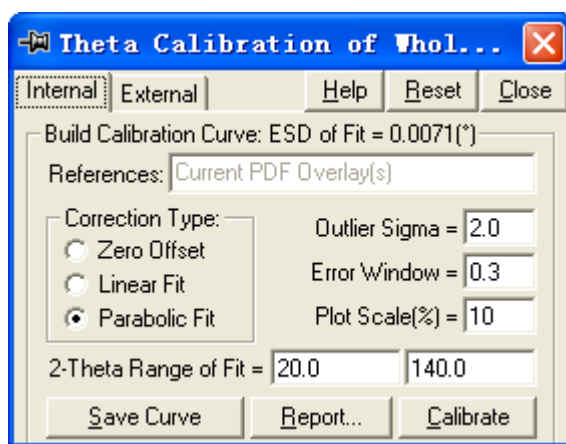 Theta Calibration of Whol...
Internal External Help Reset Close
Build Calibration Curve: ESD of Fit = 0.0071(°)
References: Current PDF Overlay(s)
Correction Type:
Zero Offset
Linear Fit
Parabolic Fit
Outlier Sigma = 2.0
Error Window = 0.3
Plot Scale(%) = 10
2-Theta Range of Fit = 20.0 140.0
Save Curve Report... Calibrate